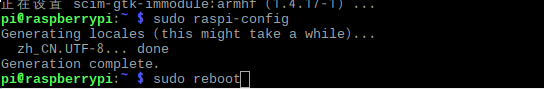 正在设置 scim-gtk-immodule:armhf (1.4.17-1) ...
pi@raspberrypi:~ $ sudo raspi-config
Generating locales (this might take a while)...
  zh_CN.UTF-8... done
Generation complete.
pi@raspberrypi:~ $ sudo reboot